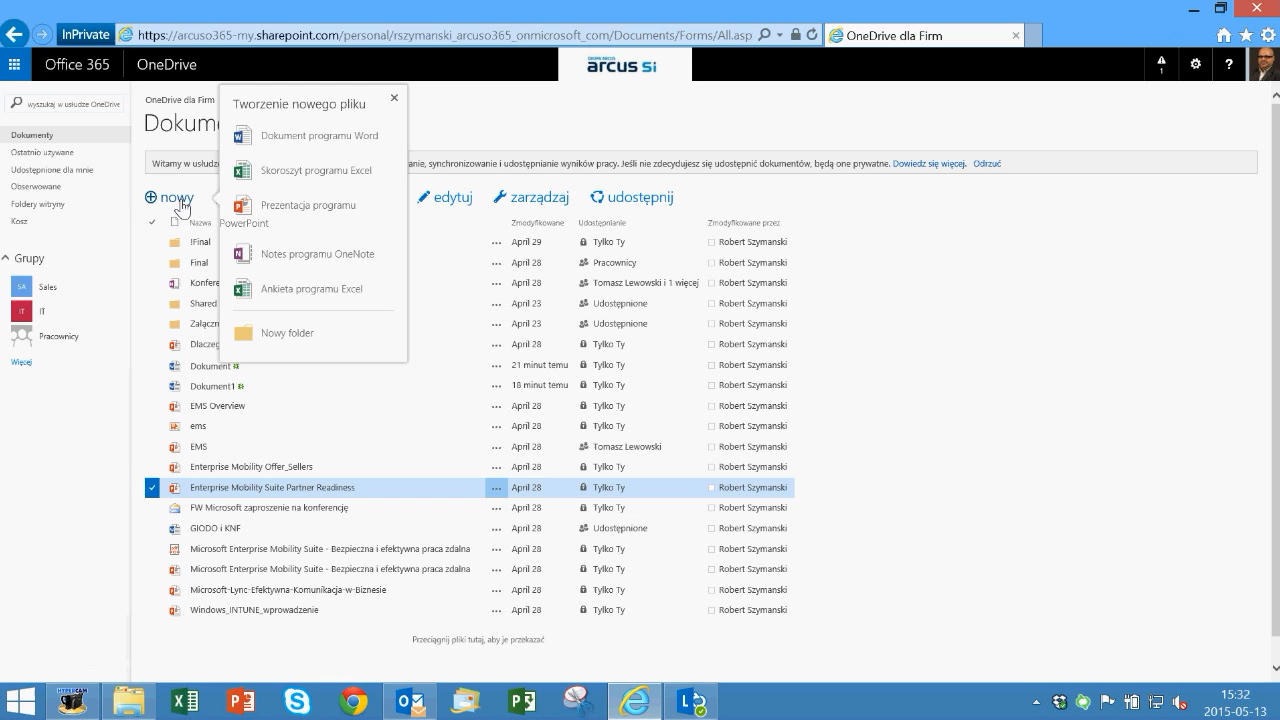 InPrivate
https://arcuso365-my.sharepoint.com/personal/rszymanski_arcuso365_onmicrosoft_com/Documents/Forms/All.asp
OneDrive dla Firm
Office 365
OneDrive
GRUPA ARCUS
arcus si
1
?
wyszukaj w usłudze OneDrive
Dokumenty
Ostatnio używane
Udostępnione dla mnie
Obserwowane
Foldery witryny
Kosz
Grupy
SA Sales
IT IT
Pracownicy
Więcej
OneDrive dla Firm
Dokume
Witamy w usłudz
anie, synchronizowanie i udostępnianie wyników pracy. Jeśli nie zdecydujesz się udostępnić dokumentów, będą one prywatne. Dowiedz się więcej. Odrzuć
Tworzenie nowego pliku
Dokument programu Word
Skoroszyt programu Excel
Prezentacja programu
PowerPoint
Notes programu OneNote
Ankieta programu Excel
Nowy folder
nowy
edytuj
zarządzaj
udostępnij
Nazwa Zmodyfikowane Udostępnianie Zmodyfikowane przez
!Final ... April 29 Tylko Ty Robert Szymanski
Final ... April 28 Pracownicy Robert Szymanski
Konfere ... April 28 Tomasz Lewowski i 1 więcej Robert Szymanski
Shared ... April 23 Udostępnione Robert Szymanski
Załączn ... April 23 Udostępnione Robert Szymanski
Dlaczeg ... April 28 Tylko Ty Robert Szymanski
Dokument ... 21 minut temu Tylko Ty Robert Szymanski
Dokument1 ... 18 minut temu Tylko Ty Robert Szymanski
EMS Overview ... April 28 Tylko Ty Robert Szymanski
ems ... April 28 Tylko Ty Robert Szymanski
EMS ... April 28 Tomasz Lewowski Robert Szymanski
Enterprise Mobility Offer_Sellers ... April 28 Tylko Ty Robert Szymanski
Enterprise Mobility Suite Partner Readiness ... April 28 Tylko Ty Robert Szymanski
FW Microsoft zaproszenie na konferencję ... April 28 Tylko Ty Robert Szymanski
GIODO i KNF ... April 28 Udostępnione Robert Szymanski
Microsoft Enterprise Mobility Suite - Bezpieczna i efektywna praca zdalna ... April 28 Tylko Ty Robert Szymanski
Microsoft Enterprise Mobility Suite - Bezpieczna i efektywna praca zdalna ... April 28 Tylko Ty Robert Szymanski
Microsoft-Lync-Efektywna-Komunikacja-w-Biznesie ... April 28 Tylko Ty Robert Szymanski
Windows_INTUNE_wprowadzenie ... April 28 Tylko Ty Robert Szymanski
Przeciągnij pliki tutaj, aby je przekazać
HYPERCAM
15:32
2015-05-13